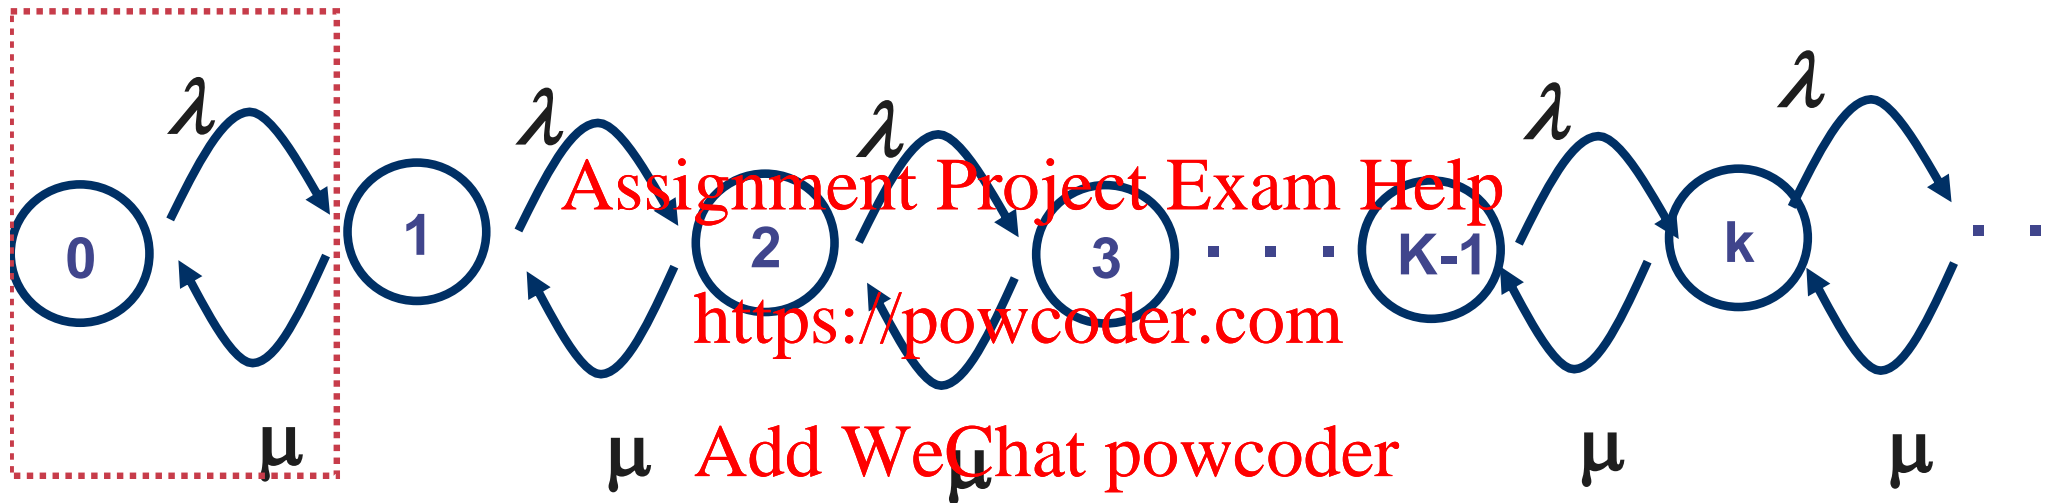 λ λ λ λ λ
Assignment Project Exam Help
0 1 2 3 . . . K-1 k . .
https://powcoder.com
μ μ μ μ μ
Add WeChat powcoder